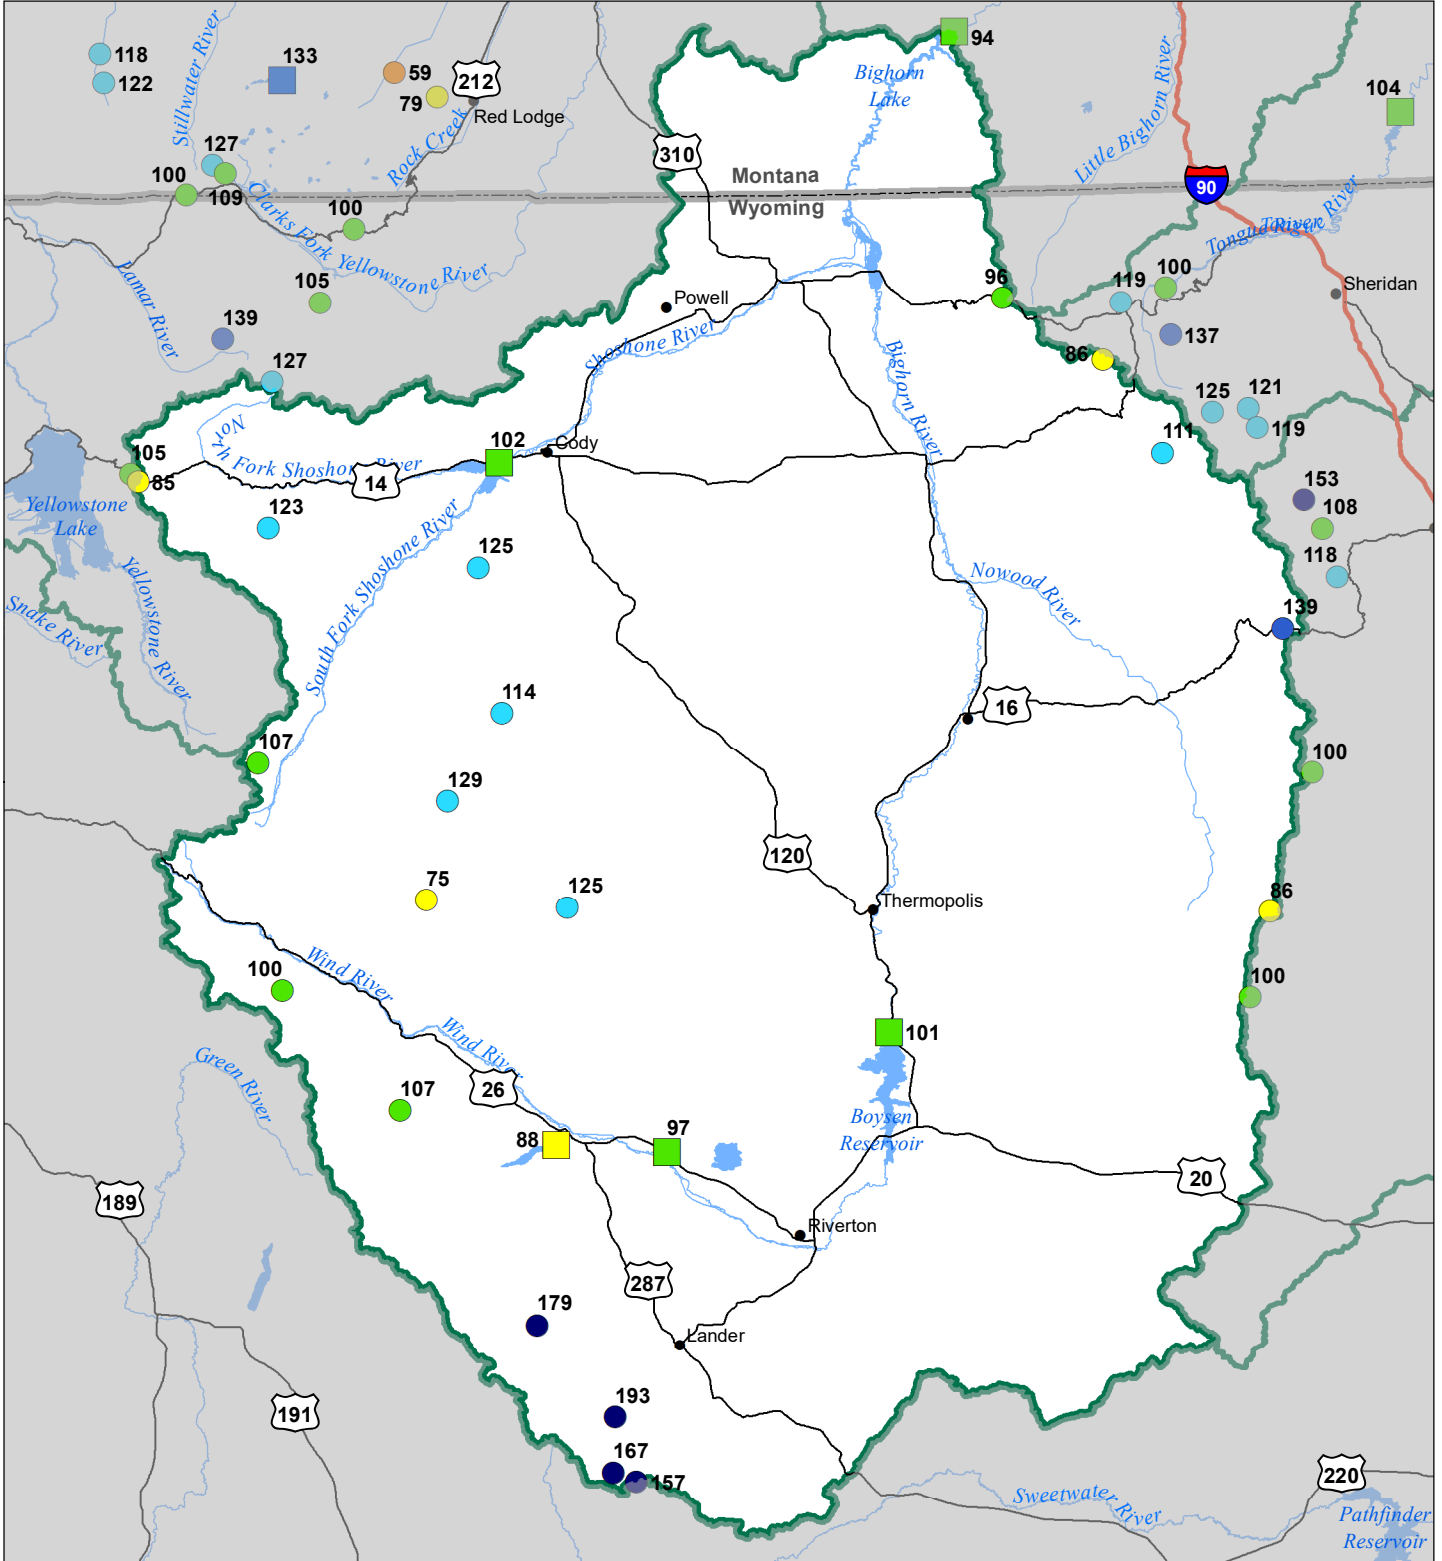 94
118
133
59
122
79
212
Red Lodge
Stillwater River
Rock Creek
Bighorn
Lake
Little Bighorn River
104
127
100
109
310
Montana
Wyoming
90
100
Clarks Fork Yellowstone River
Lamar River
105
139
127
Powell
Shoshone River
96
119
100
Tongue River
Sheridan
137
86
Bighorn River
125
121
119
111
105
85
North Fork Shoshone River
102
Cody
14
Yellowstone
Lake
123
125
South Fork Shoshone River
153
108
118
139
Nowood River
Snake River
Yellowstone River
114
16
107
129
100
120
75
125
Thermopolis
86
Wind River
100
100
101
Wind River
Green River
26
107
88
97
Boysen
Reservoir
20
189
Riverton
287
179
Lander
191
193
167
157
220
Sweetwater River
Pathfinder
Reservoir